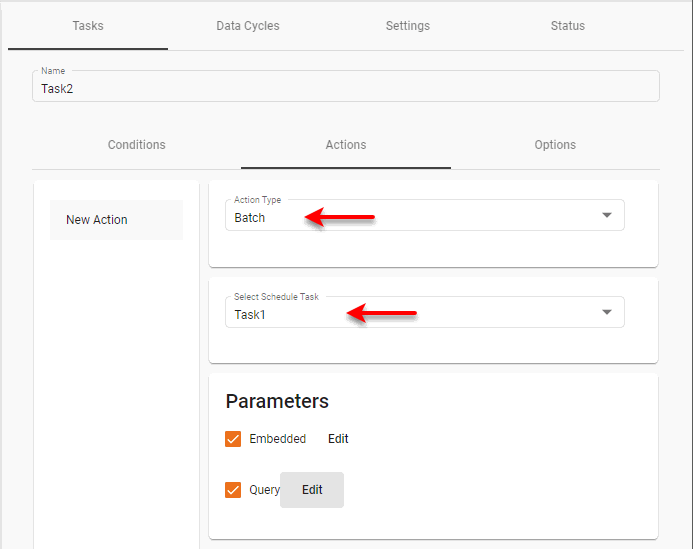 Tasks Data Cycles Settings Status
Name
Task2
Conditions Actions Options
New Action
Action Type
Batch
Select Schedule Task
Task1
Parameters
Embedded Edit
Query Edit